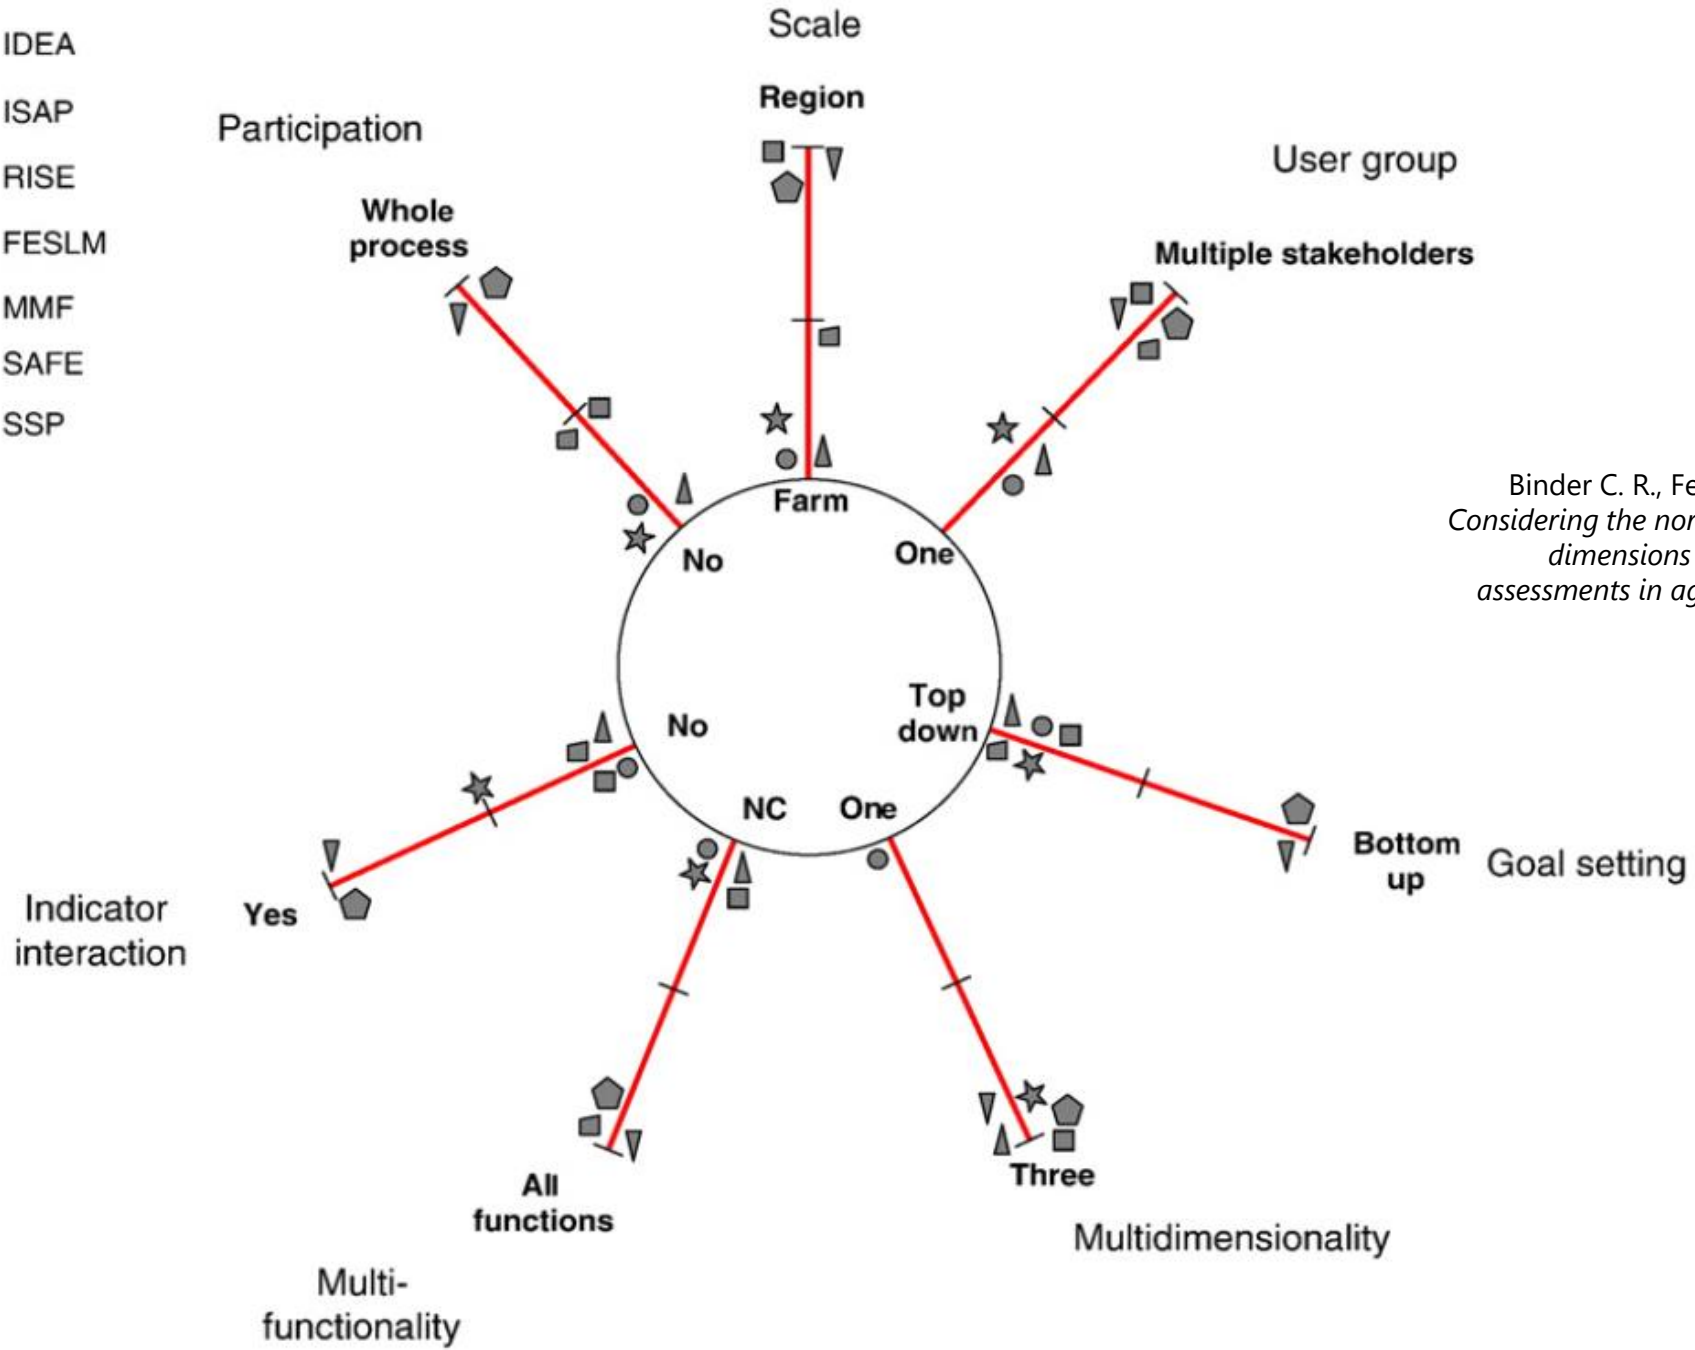 IDEA
ISAP
RISE
FESLM
MMF
SAFE
SSP
Scale
Region
Participation
Whole
process
User group
Multiple stakeholders
Farm
No
One
Binder C. R., Fe
Considering the nor
dimensions
assessments in ag
Top
down
No
NC
One
Bottom
up
Goal setting
Indicator
interaction
Yes
All
functions
Three
Multidimensionality
Multi-
functionality